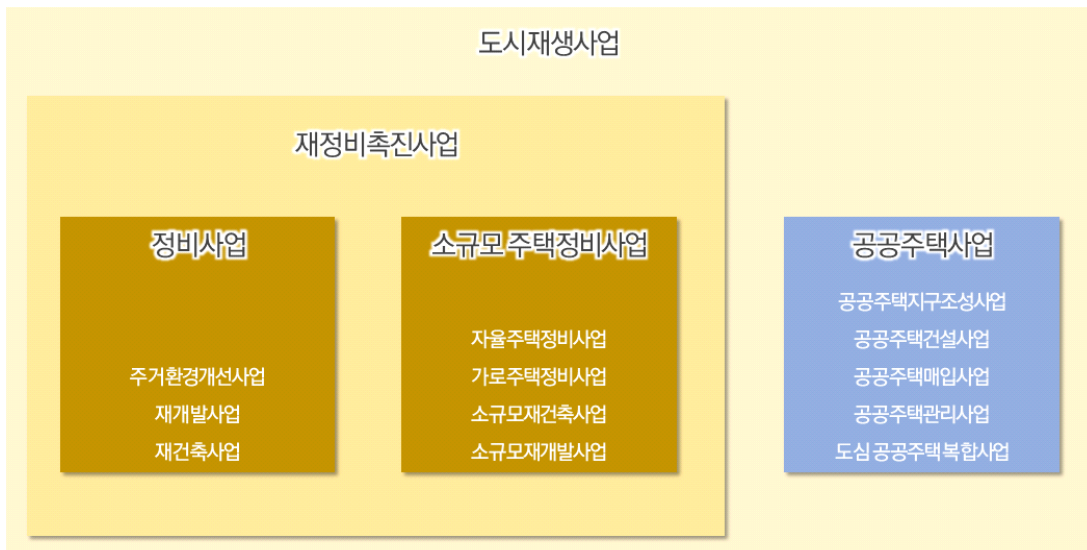 도시재생사업
재정비촉진사업
정비사업
주거환경개선사업
재개발사업
재건축사업
소규모 주택정비사업
자율주택정비사업
가로주택정비사업
소규모재건축사업
소규모재개발사업
공공주택사업
공공주택지구조성사업
공공주택건설사업
공공주택매입사업
공공주택관리사업
도심 공공주택 복합사업